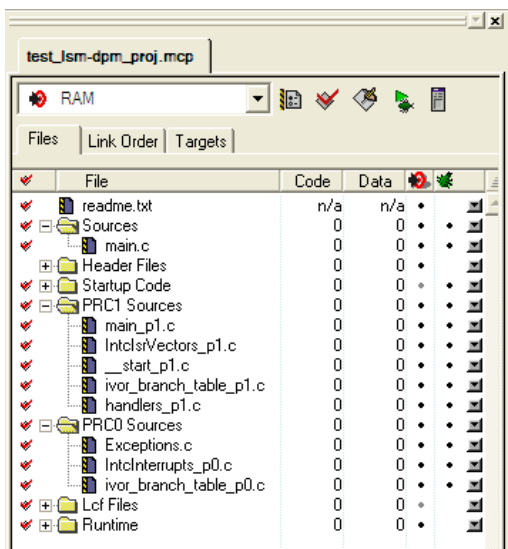 test_lsm-dpm_proj.mcp
RAM
Files Link Order Targets
File Code Data
readme.txt n/a n/a
Sources 0 0
main.c 0 0
Header Files 0 0
Startup Code 0 0
PRC1 Sources 0 0
main_p1.c 0 0
IntcIsrVectors_p1.c 0 0
__start_p1.c 0 0
ivor_branch_table_p1.c 0 0
handlers_p1.c 0 0
PRC0 Sources 0 0
Exceptions.c 0 0
IntcInterrupts_p0.c 0 0
ivor_branch_table_p0.c 0 0
Lcf Files 0 0
Runtime 0 0